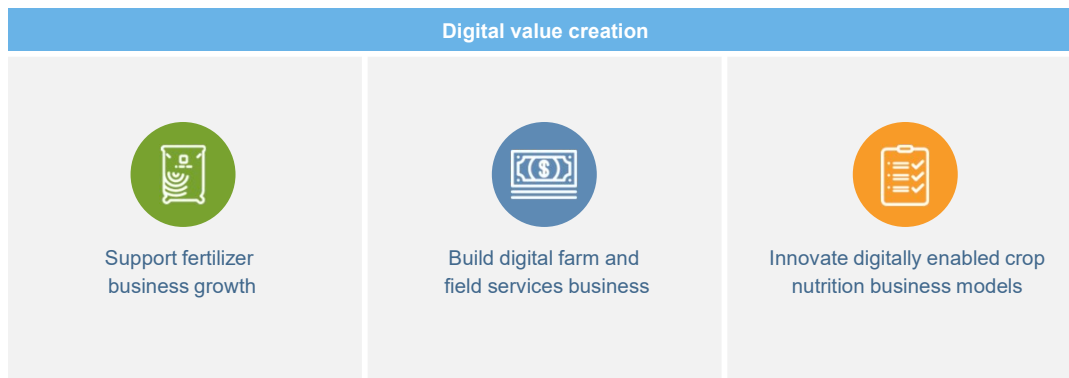 Digital value creation
Support fertilizer
business growth
Build digital farm and
field services business
Innovate digitally enabled crop
nutrition business models